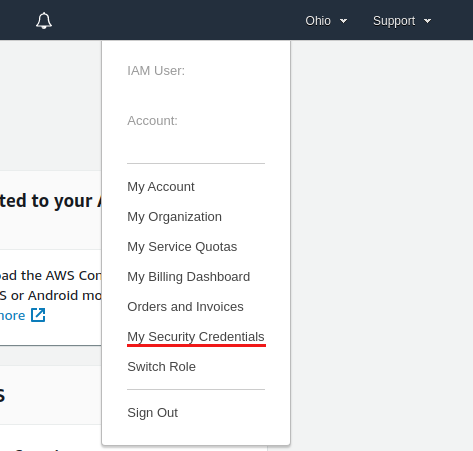 Ohio
Support
IAM User:
Account:
My Account
My Organization
My Service Quotas
My Billing Dashboard
Orders and Invoices
My Security Credentials
Switch Role
Sign Out
ted to your
oad the AWS Con
S or Android mo
more
S